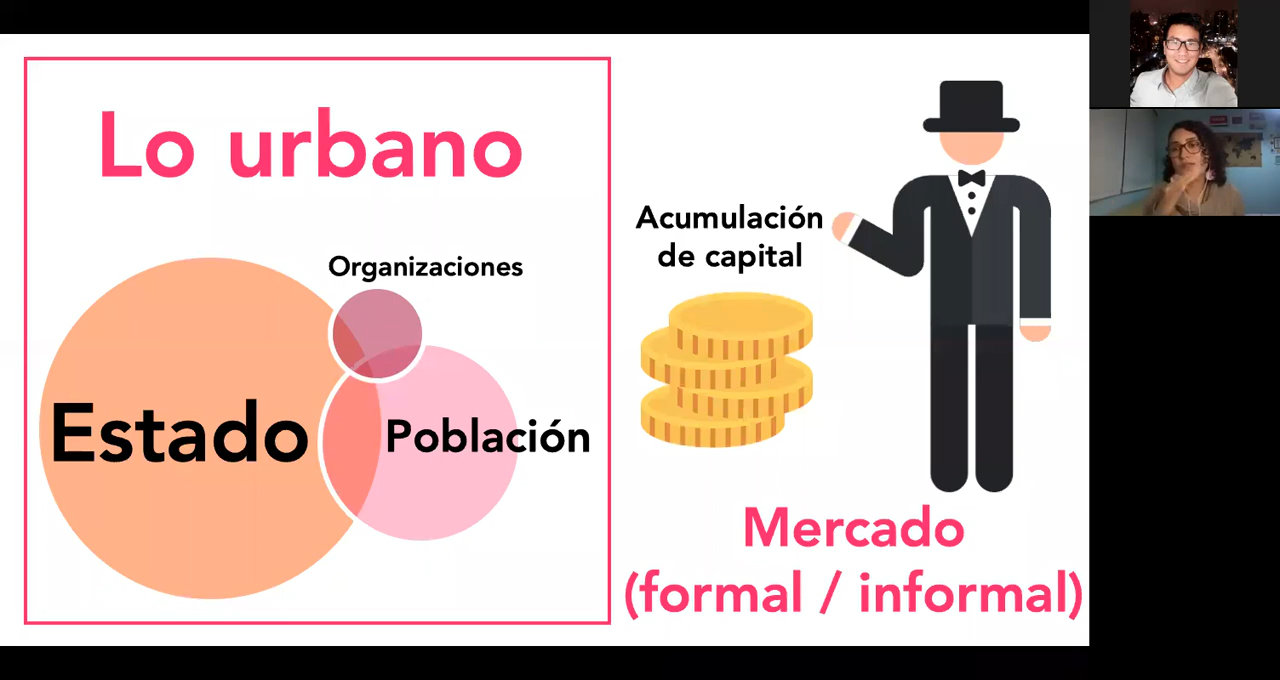 Lo urbano
Organizaciones
Estado
Población
Acumulación
de capital
Mercado
(formal / informal)